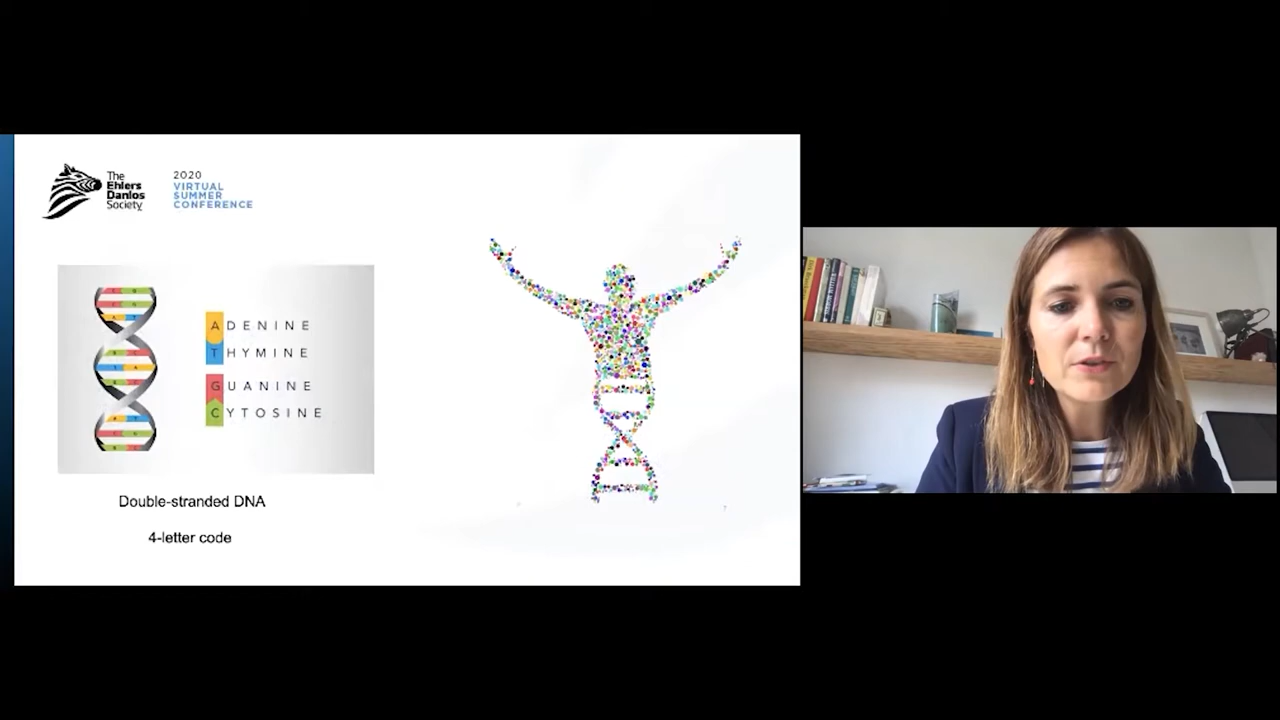 The
Ehlers
Danlos
Society
2020
VIRTUAL
SUMMER
CONFERENCE
ADENINE
THYMINE
GUANINE
CYTOSINE
Double-stranded DNA
4-letter code